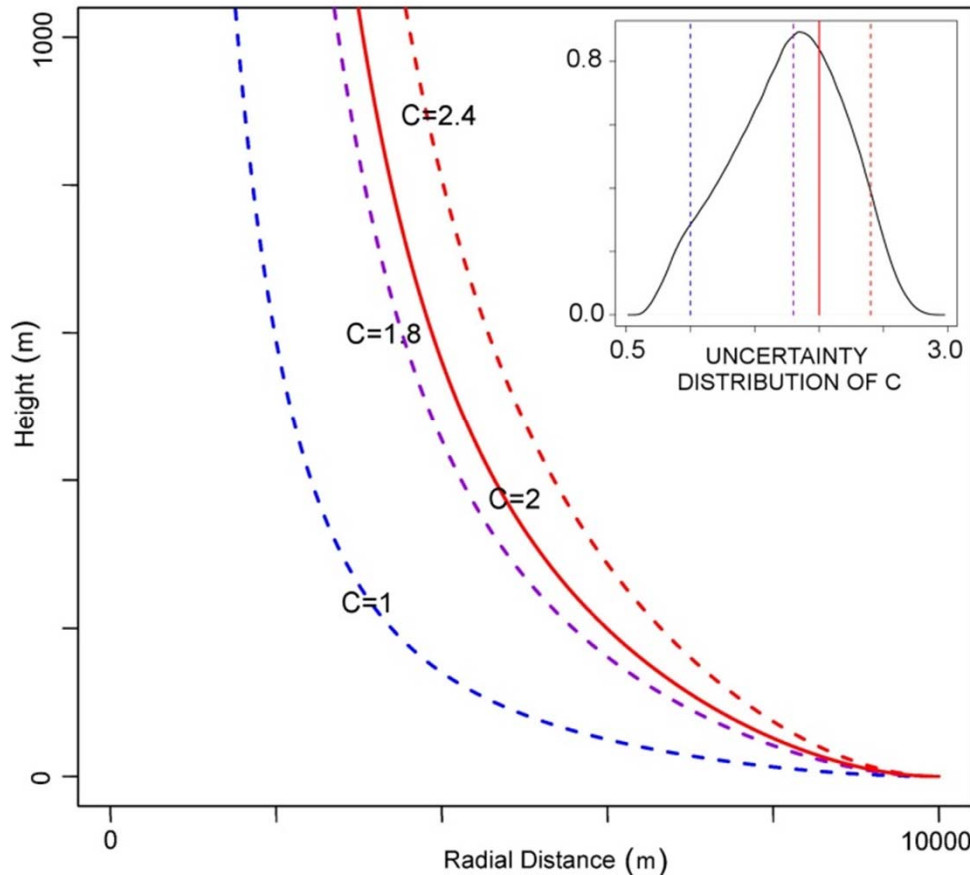 1000
0
Height (m)
C=2.4
C=1.8
C=2
C=1
0.8
0.0
0.5
3.0
UNCERTAINTY
DISTRIBUTION OF C
0
10000
Radial Distance (m)